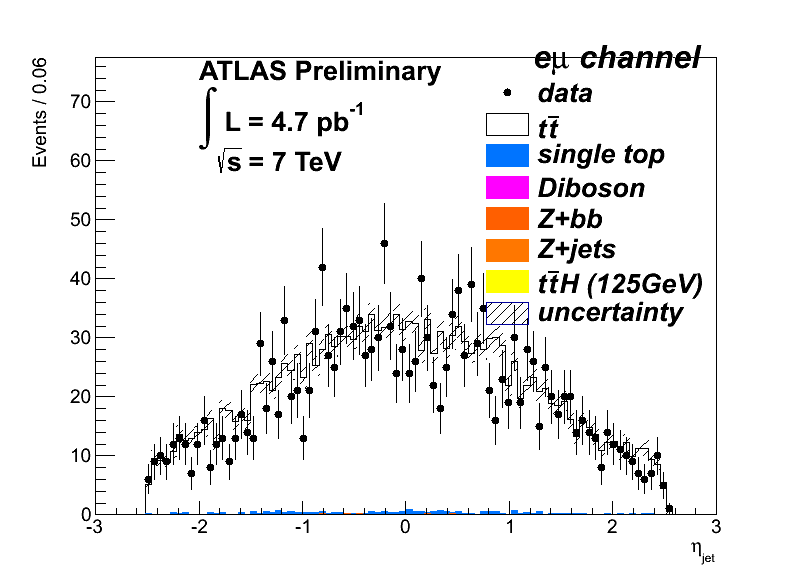 Events / 0.06
ATLAS Preliminary
∫ L = 4.7 pb⁻¹
√s = 7 TeV
eμ channel
data
tt̄
single top
Diboson
Z+bb
Z+jets
tt̄H (125GeV)
uncertainty
70
60
50
40
30
20
10
0
-3 -2 -1 0 1 2 3
η_jet